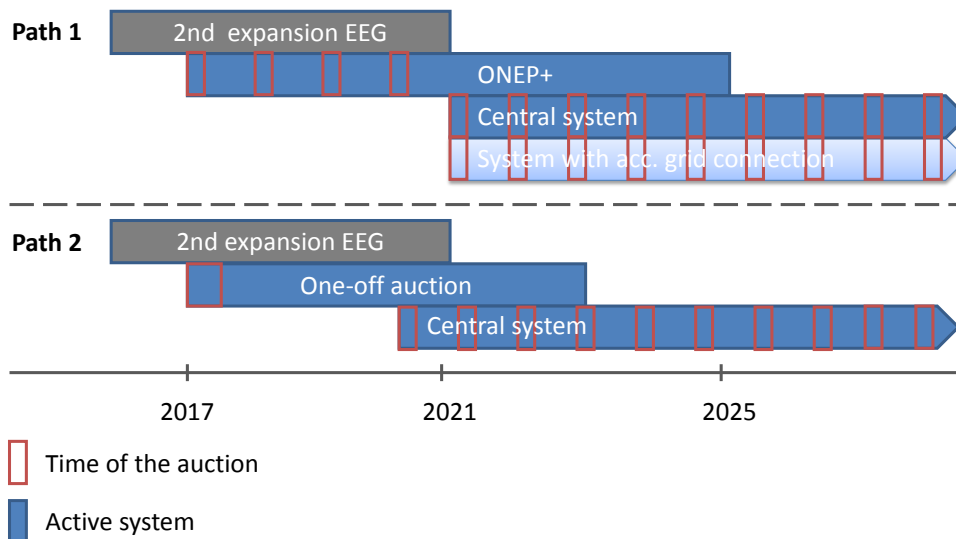 Path 1
2nd  expansion EEG
ONEP+
Central system
System with acc. grid connection
Path 2
2nd expansion EEG
One-off auction
Central system
2017
2021
2025
Time of the auction
Active system